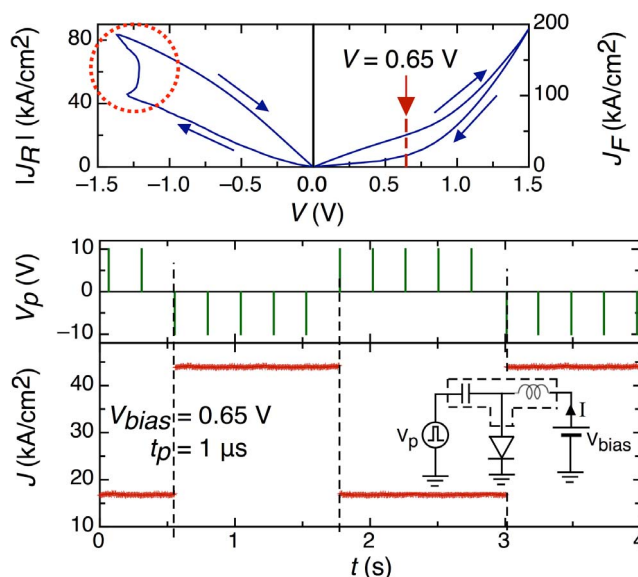 80
40
0
|J_R| (kA/cm2)
V = 0.65 V
200
100
0
J_F (kA/cm2)
−1.5 −1.0 −0.5 0.0 0.5 1.0 1.5
V (V)
10
0
−10
V_p (V)
40
30
20
10
J (kA/cm2)
V_bias = 0.65 V
t_p = 1 μs
V_p
I
V_bias
0 1 2 3 4
t (s)